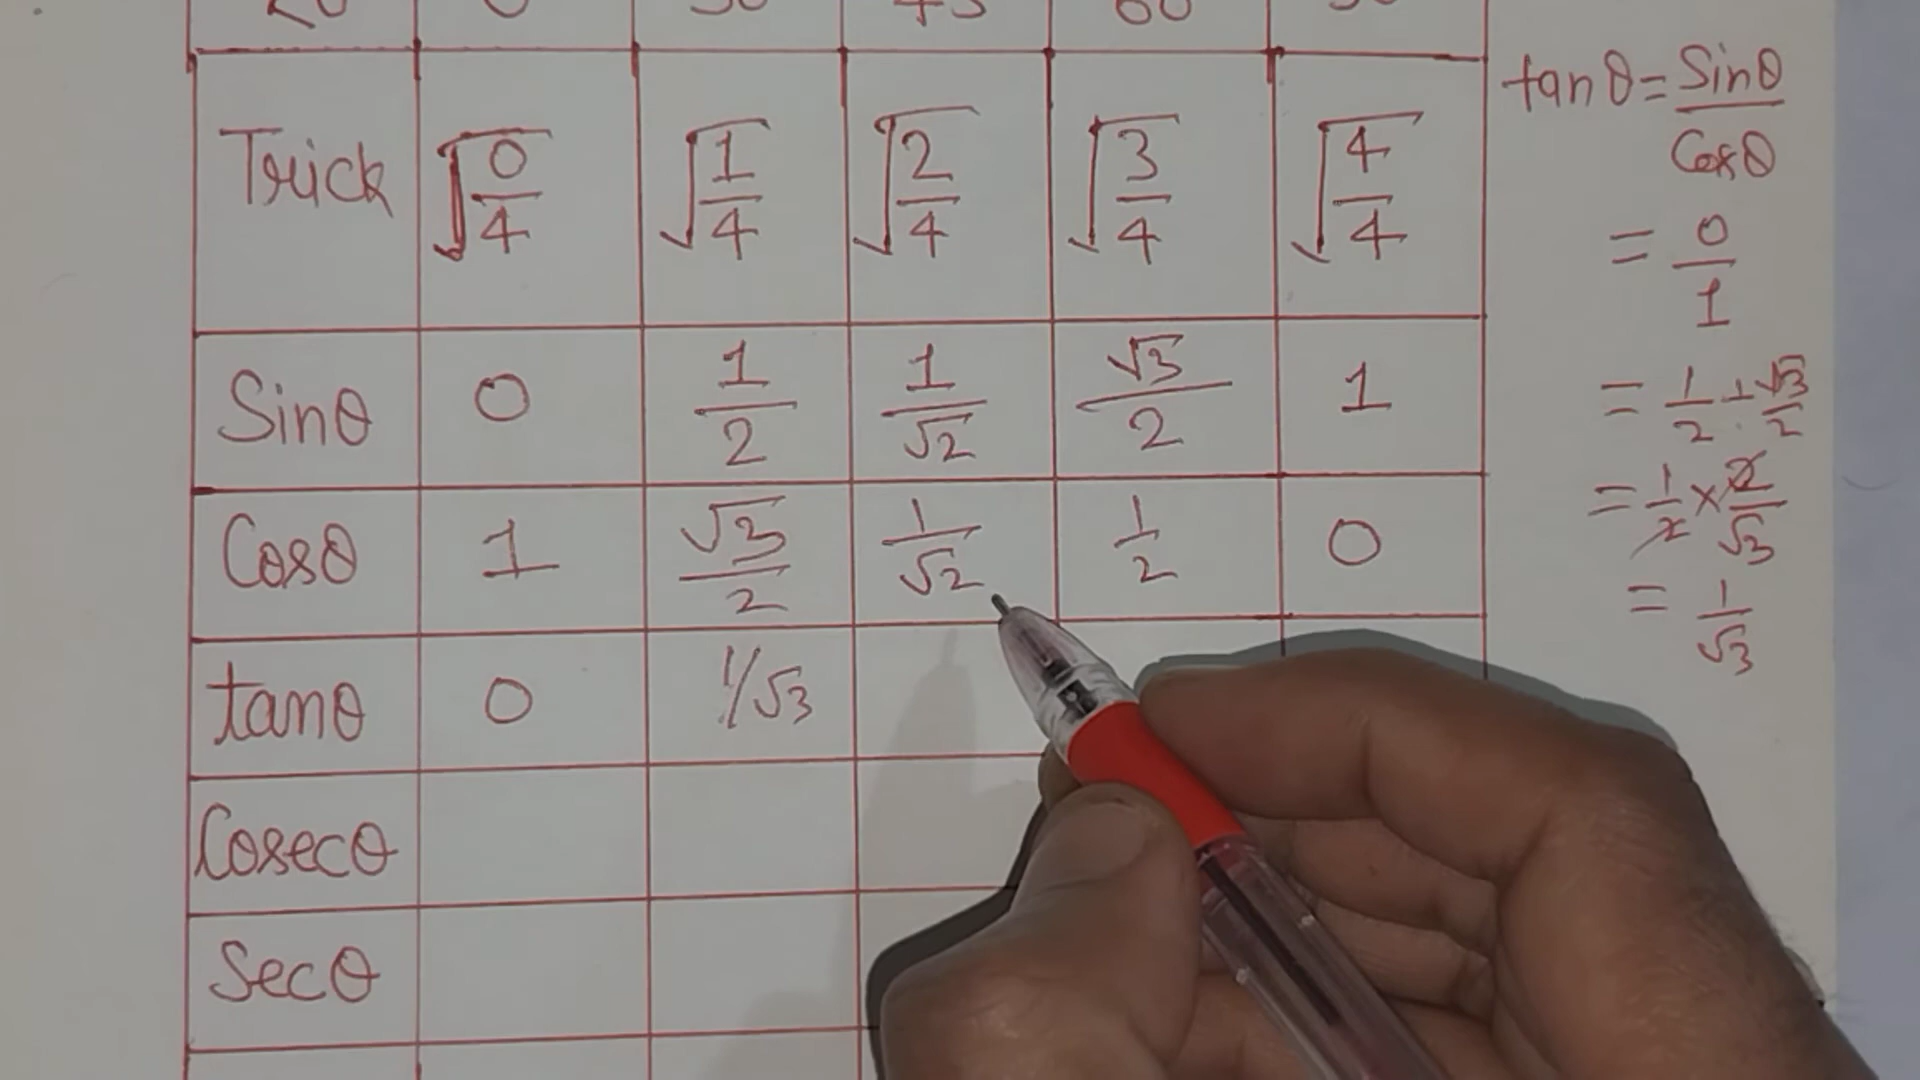 Trick √0/4 √1/4 √2/4 √3/4 √4/4
Sinθ 0 1/2 1/√2 √3/2 1
Cosθ 1 √3/2 1/√2 1/2 0
tanθ 0 1/√3
Cosecθ
Secθ
tanθ = Sinθ/Cosθ
= 0/1
= 1/2 ÷ √3/2
= 1/2 × 2/√3
= 1/√3